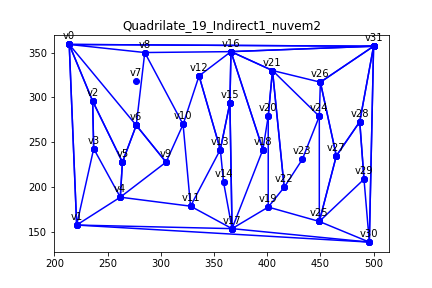 Quadrilate_19_Indirect1_nuvem2
350
300
250
200
150
200
250
300
350
400
450
500
v0
v31
v8
v16
v7
v12
v21
v26
v2
v15
v6
v10
v20
v24
v28
v3
v5
v9
v13
v18
v23
v27
v4
v14
v22
v29
v11
v19
v1
v17
v25
v30